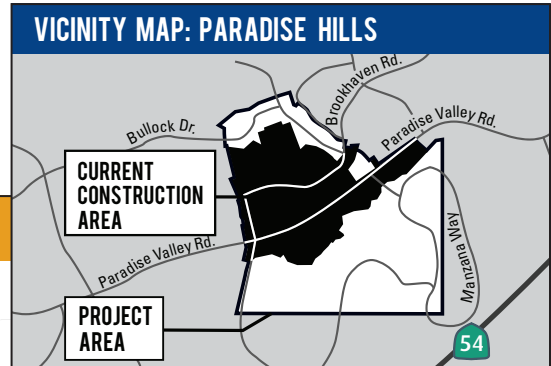 VICINITY MAP: PARADISE HILLS
Brookhaven Rd.
Bullock Dr.
Paradise Valley Rd.
CURRENT
CONSTRUCTION
AREA
Paradise Valley Rd.
Manzana Way
PROJECT
AREA
54